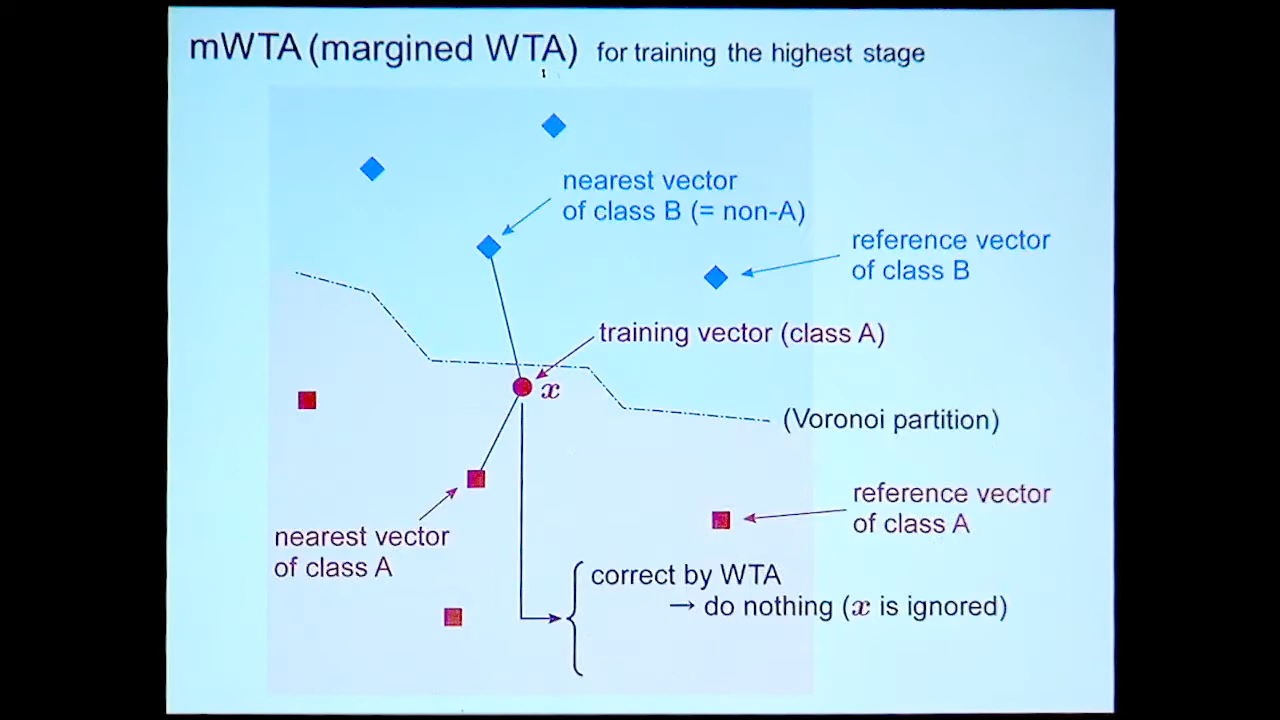 mWTA (margined WTA) for training the highest stage
nearest vector
of class B (= non-A)
reference vector
of class B
training vector (class A)
x
(Voronoi partition)
reference vector
of class A
nearest vector
of class A
correct by WTA
→ do nothing (x is ignored)